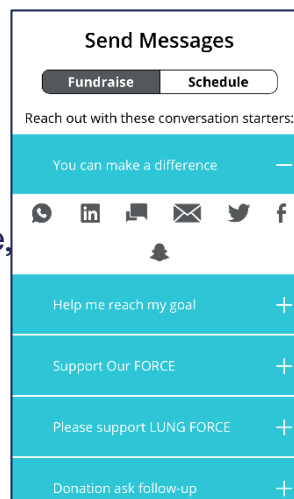 Send Messages
Fundraise Schedule
Reach out with these conversation starters:
You can make a difference
e,
Help me reach my goal
Support Our FORCE
Please support LUNG FORCE
Donation ask follow-up